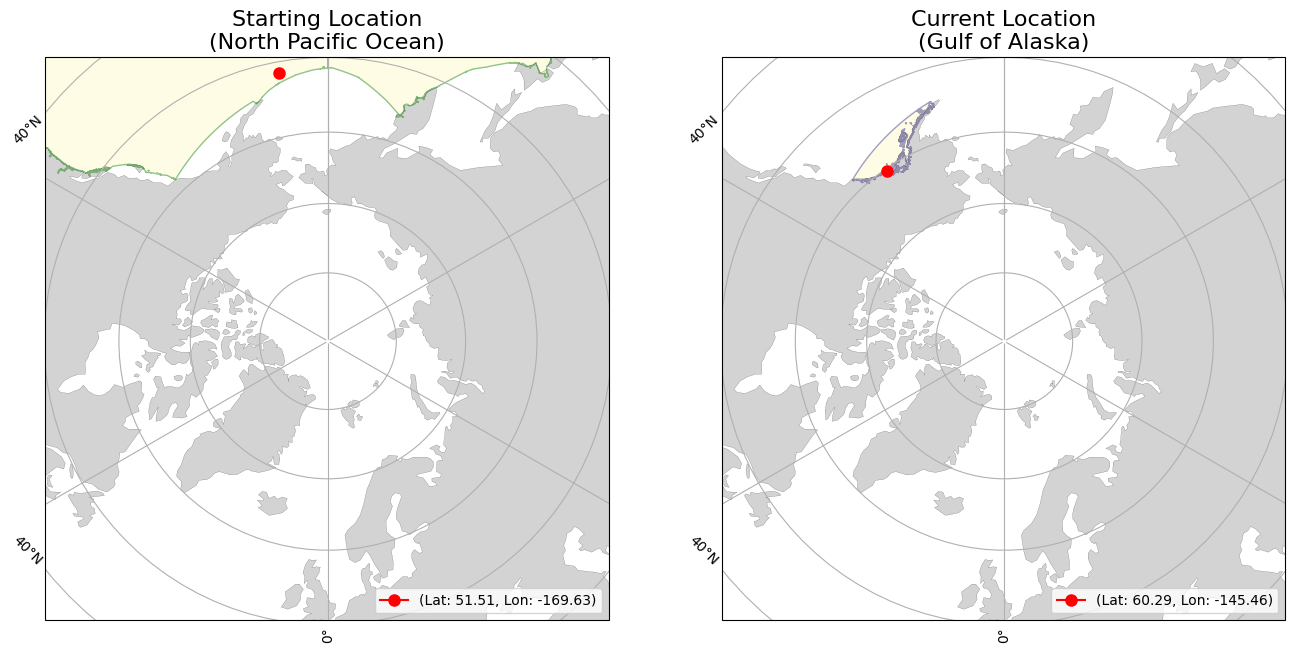 Starting Location
(North Pacific Ocean)
40°N
40°N
0°
(Lat: 51.51, Lon: -169.63)
Current Location
(Gulf of Alaska)
40°N
40°N
0°
(Lat: 60.29, Lon: -145.46)